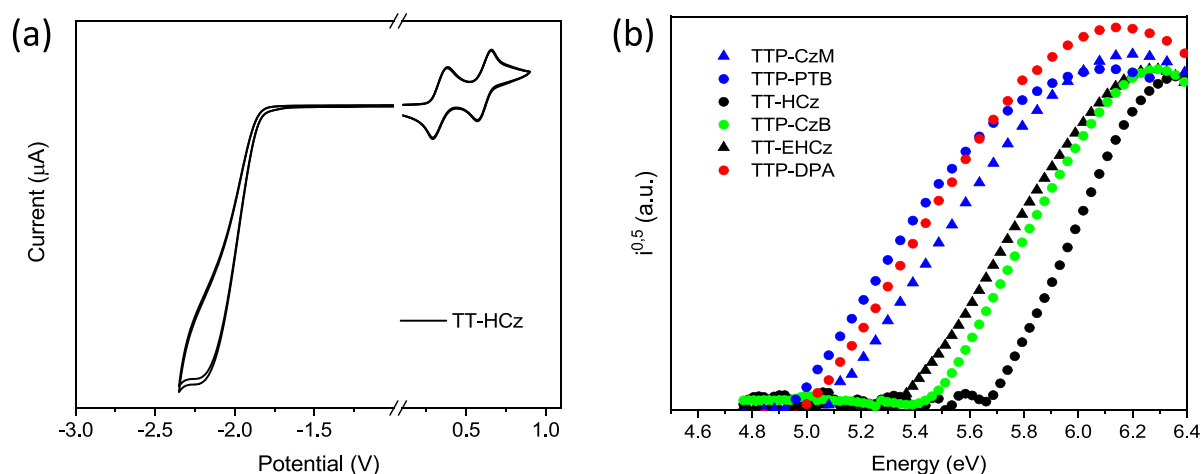 (a)
Current (μA)
TT-HCz
-3.0 -2.5 -2.0 -1.5 0.5 1.0
Potential (V)
(b)
i^0.5 (a.u.)
TTP-CzM
TTP-PTB
TT-HCz
TTP-CzB
TT-EHCz
TTP-DPA
4.6 4.8 5.0 5.2 5.4 5.6 5.8 6.0 6.2 6.4
Energy (eV)